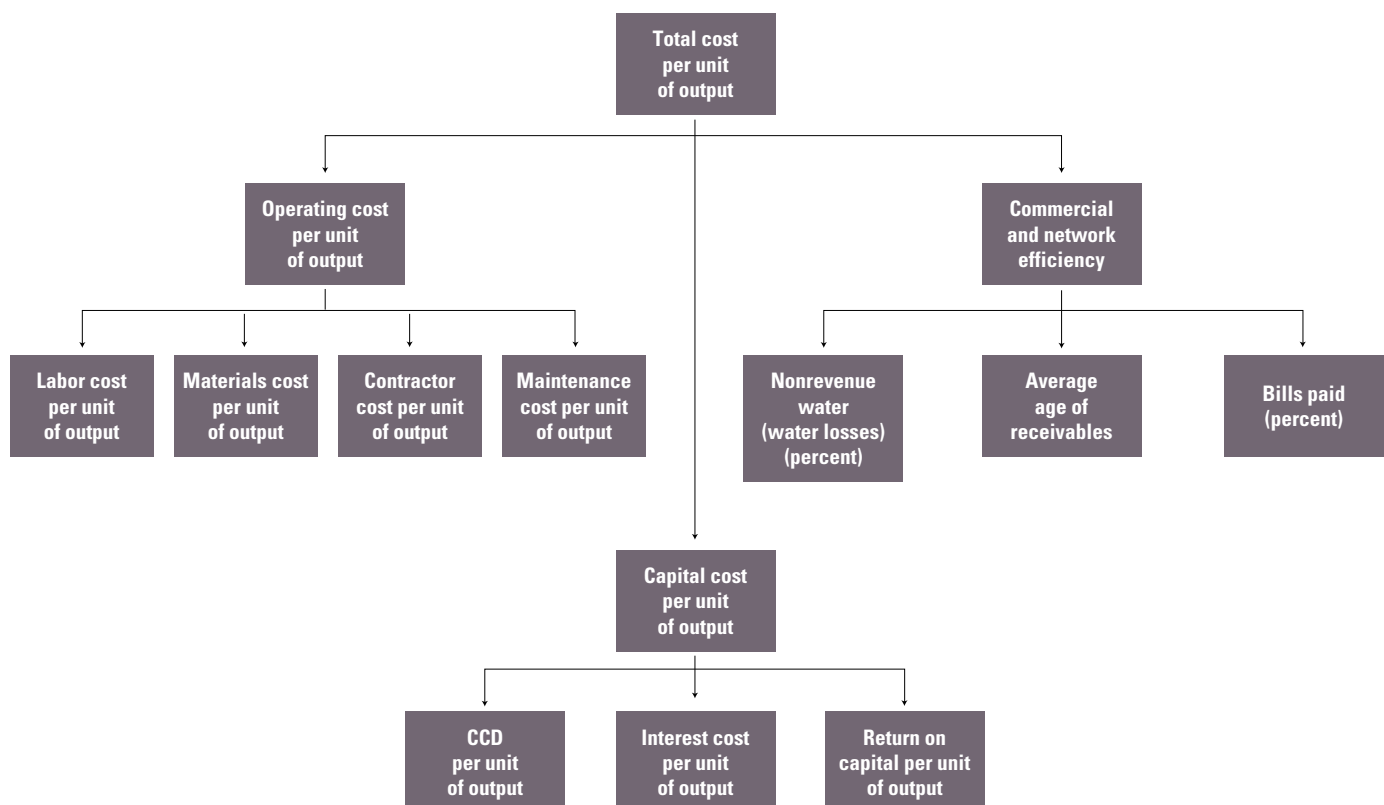 Total cost
per unit
of output
Operating cost
per unit
of output
Commercial
and network
efficiency
Labor cost
per unit
of output
Materials cost
per unit
of output
Contractor
cost per unit
of output
Maintenance
cost per unit
of output
Nonrevenue
water
(water losses)
(percent)
Average
age of
receivables
Bills paid
(percent)
Capital cost
per unit
of output
CCD
per unit
of output
Interest cost
per unit
of output
Return on
capital per unit
of output